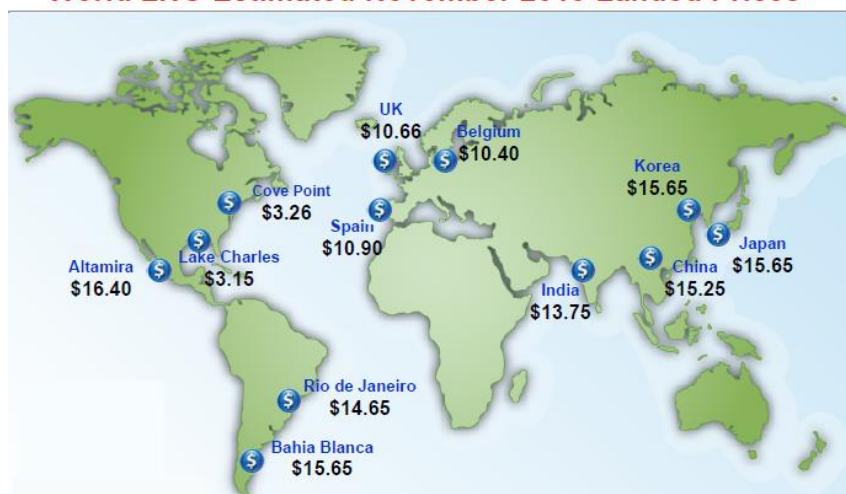 UK
$10.66
Belgium
$10.40
Korea
$15.65
Cove Point
$3.26
Spain
$10.90
Japan
$15.65
Altamira
$16.40
Lake Charles
$3.15
China
$15.25
India
$13.75
Rio de Janeiro
$14.65
Bahia Blanca
$15.65